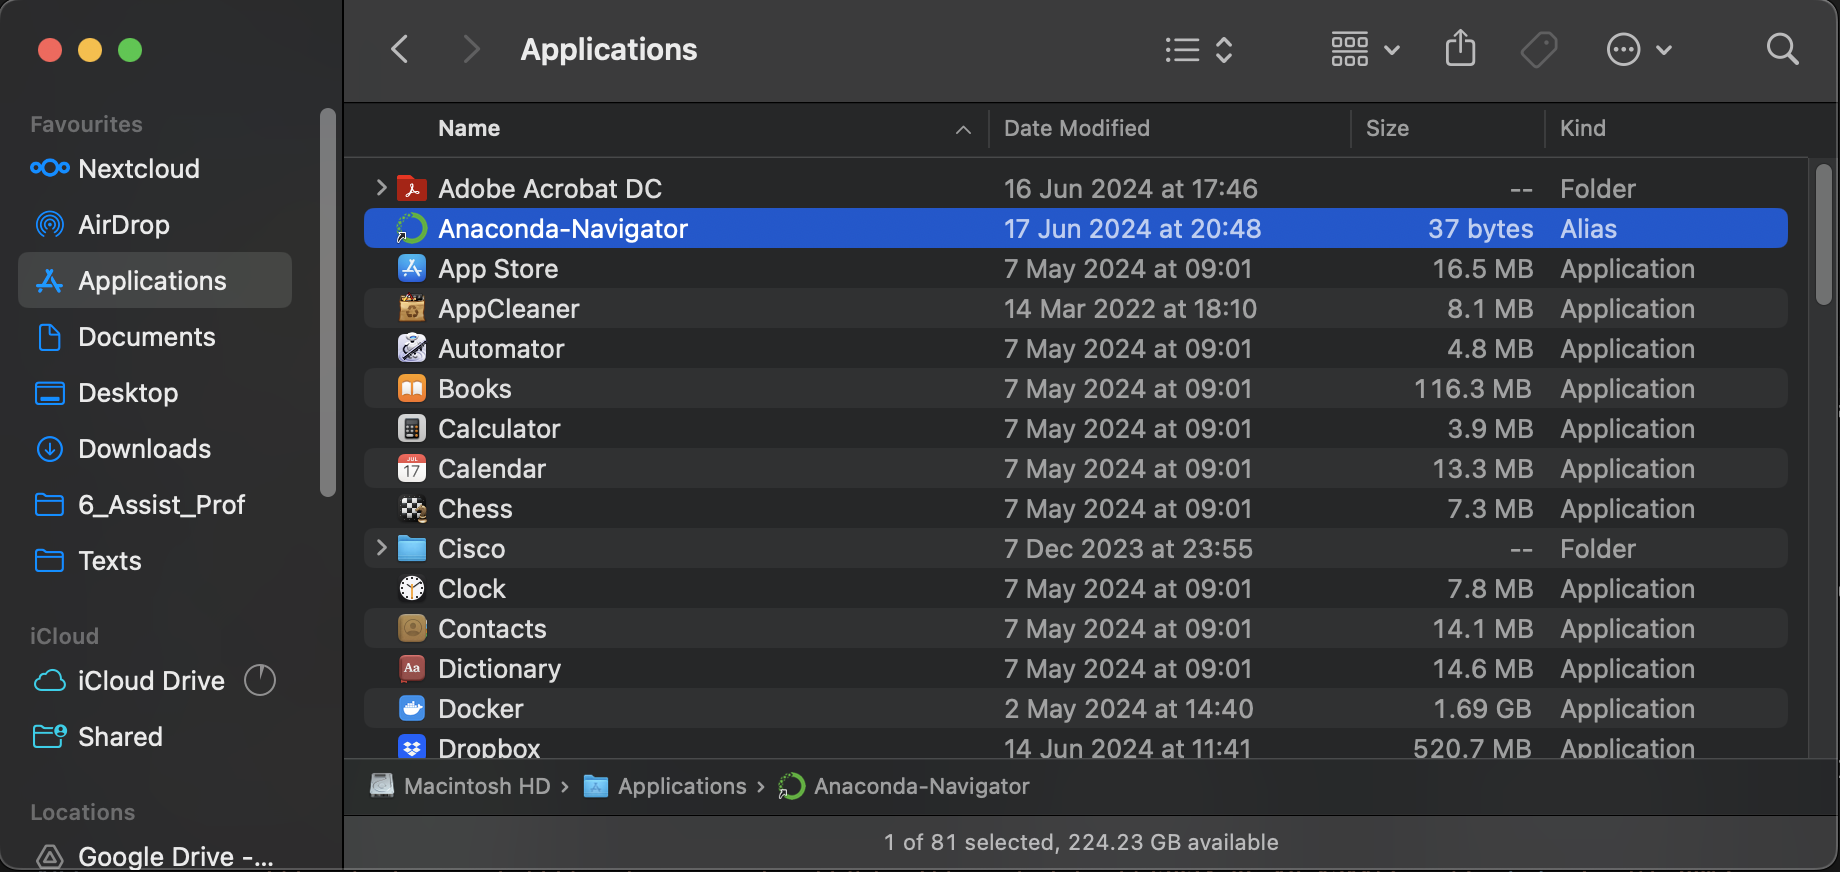 Applications
Favourites
Nextcloud
AirDrop
Applications
Documents
Desktop
Downloads
6_Assist_Prof
Texts
iCloud
iCloud Drive
Shared
Locations
Google Drive -...
Name Date Modified Size Kind
Adobe Acrobat DC 16 Jun 2024 at 17:46 -- Folder
Anaconda-Navigator 17 Jun 2024 at 20:48 37 bytes Alias
App Store 7 May 2024 at 09:01 16.5 MB Application
AppCleaner 14 Mar 2022 at 18:10 8.1 MB Application
Automator 7 May 2024 at 09:01 4.8 MB Application
Books 7 May 2024 at 09:01 116.3 MB Application
Calculator 7 May 2024 at 09:01 3.9 MB Application
JUL
17
Calendar 7 May 2024 at 09:01 13.3 MB Application
Chess 7 May 2024 at 09:01 7.3 MB Application
Cisco 7 Dec 2023 at 23:55 -- Folder
Clock 7 May 2024 at 09:01 7.8 MB Application
Contacts 7 May 2024 at 09:01 14.1 MB Application
Aa
Dictionary 7 May 2024 at 09:01 14.6 MB Application
Docker 2 May 2024 at 14:40 1.69 GB Application
Dropbox 14 Jun 2024 at 11:41 520.7 MB Application
Macintosh HD › Applications › Anaconda-Navigator
1 of 81 selected, 224.23 GB available